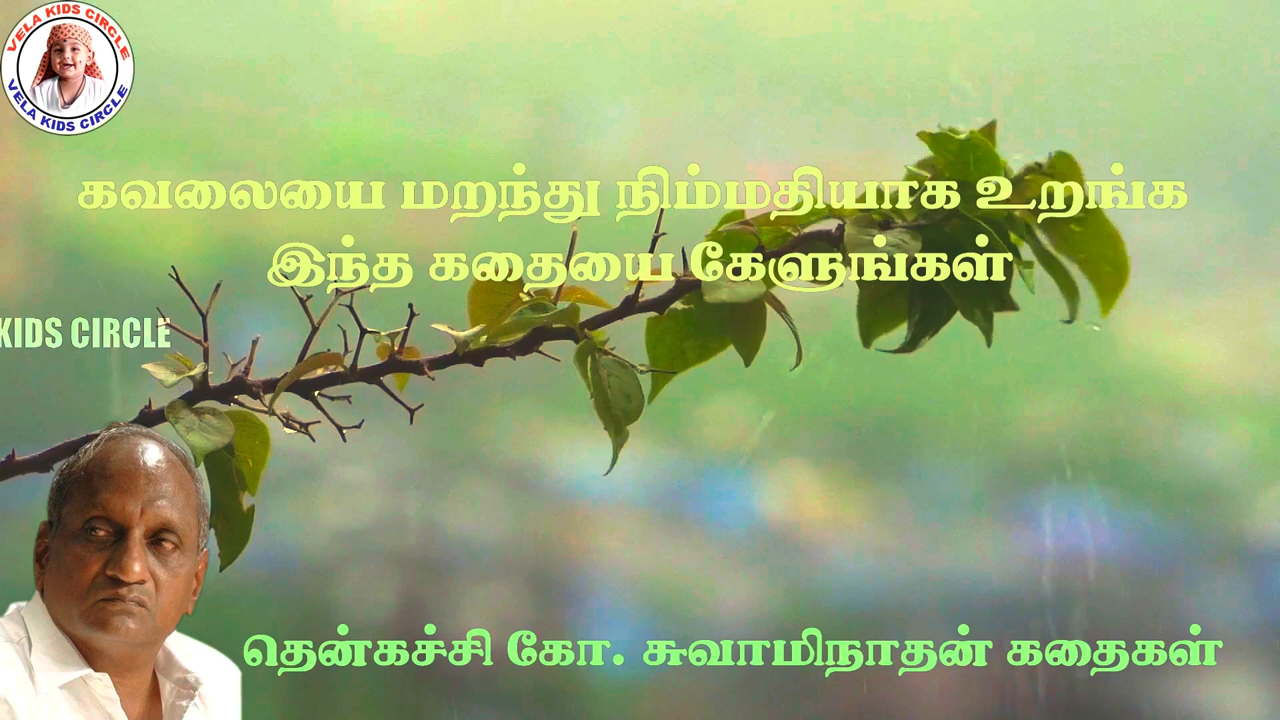 VELA KIDS CIRCLE
VELA KIDS CIRCLE
கவலையை மறந்து நிம்மதியாக உறங்க
இந்த கதையை கேளுங்கள்
KIDS CIRCLE
தென்கச்சி கோ. சுவாமிநாதன் கதைகள்